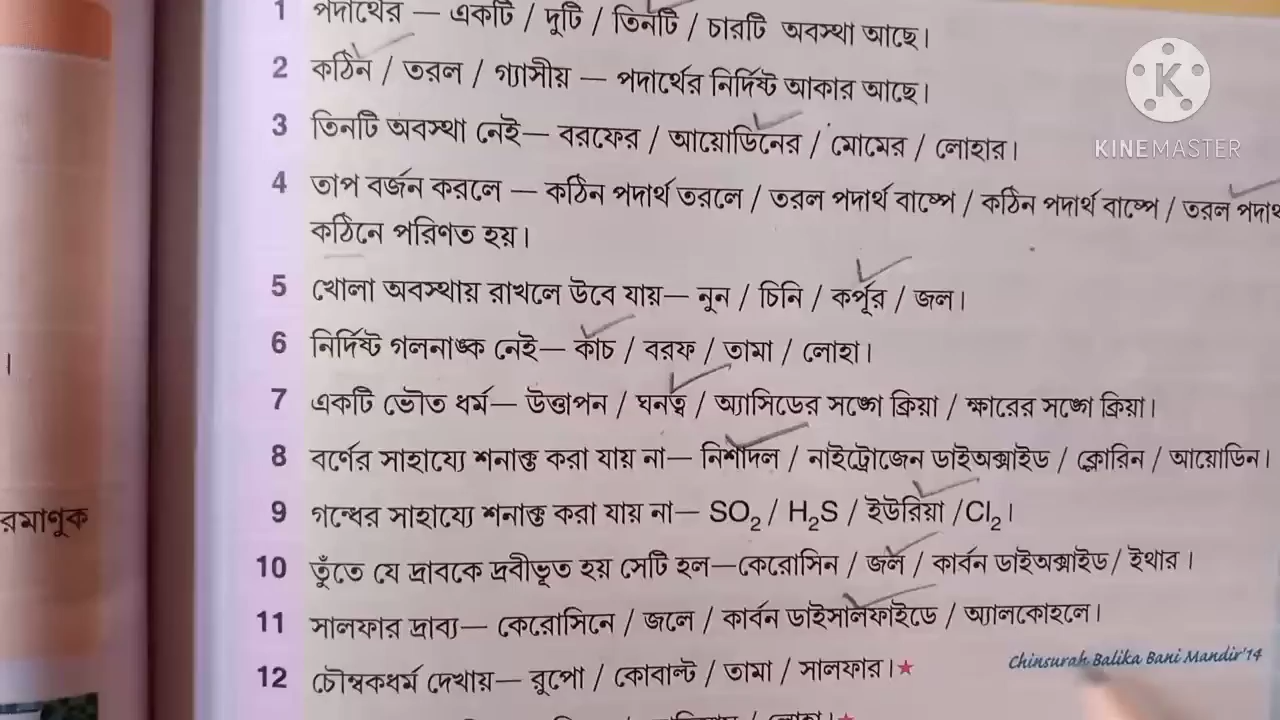 1 পদার্থের — একটি / দুটি / তিনটি / চারটি অবস্থা আছে।
2 কঠিন / তরল / গ্যাসীয় — পদার্থের নির্দিষ্ট আকার আছে।
3 তিনটি অবস্থা নেই— বরফের / আয়োডিনের / মোমের / লোহার।
4 তাপ বর্জন করলে — কঠিন পদার্থ তরলে / তরল পদার্থ বাষ্পে / কঠিন পদার্থ বাষ্পে / তরল পদার্থ
কঠিনে পরিণত হয়।
5 খোলা অবস্থায় রাখলে উবে যায়— নুন / চিনি / কর্পূর / জল।
6 নির্দিষ্ট গলনাঙ্ক নেই— কাঁচ / বরফ / তামা / লোহা।
7 একটি ভৌত ধর্ম— উত্তাপন / ঘনত্ব / অ্যাসিডের সঙ্গে ক্রিয়া / ক্ষারের সঙ্গে ক্রিয়া।
8 বর্ণের সাহায্যে শনাক্ত করা যায় না— নিশাদল / নাইট্রোজেন ডাইঅক্সাইড / ক্লোরিন / আয়োডিন।
রমাণুক
9 গন্ধের সাহায্যে শনাক্ত করা যায় না— SO₂ / H₂S / ইউরিয়া /Cl₂।
10 তুঁতে যে দ্রাবকে দ্রবীভূত হয় সেটি হল—কেরোসিন / জল / কার্বন ডাইঅক্সাইড/ ইথার।
11 সালফার দ্রাব্য— কেরোসিনে / জলে / কার্বন ডাইসালফাইডে / অ্যালকোহলে।
Chinsurah Balika Bani Mandir'14
12 চৌম্বকধর্ম দেখায়— রুপো / কোবাল্ট / তামা / সালফার।★
K
KINEMASTER